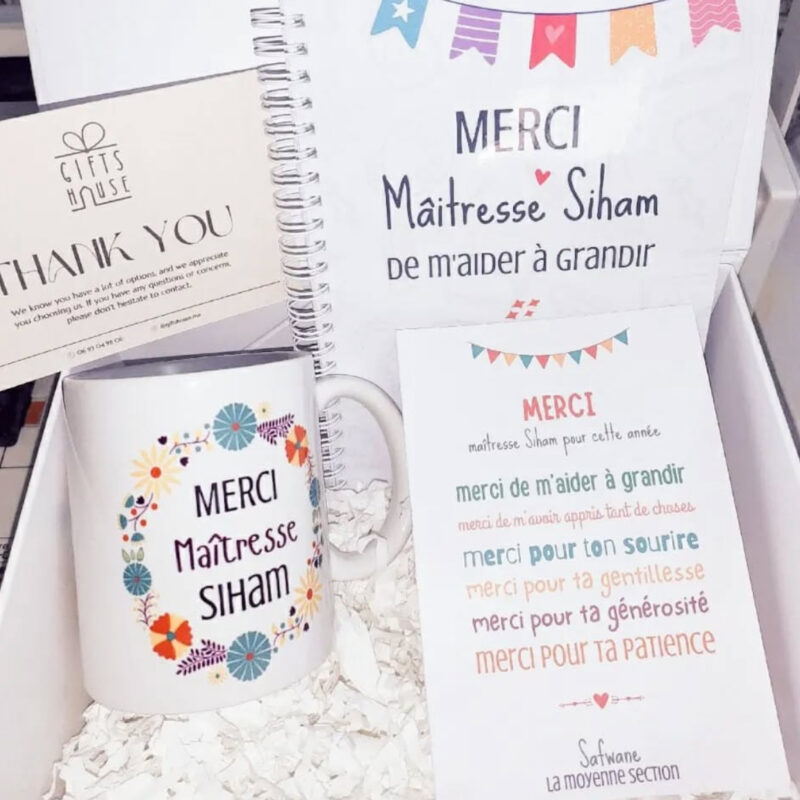 GIFTS
HOUSE
THANK YOU
We know you have a lot of options, and we appreciate
you choosing us. If you have any questions or concerns,
please don't hesitate to contact.
MERCI
Maîtresse Siham
DE m'AIDER À GRANDIR
MERCI
Maîtresse
SIHAM
MERCI
maîtresse Siham pour cette année
merci de m'aider à grandir
merci de m'avoir appris tant de choses
merci pour ton sourire
merci pour ta gentillesse
merci pour ta générosité
merci pour ta patience
Safwane
La moyenne section